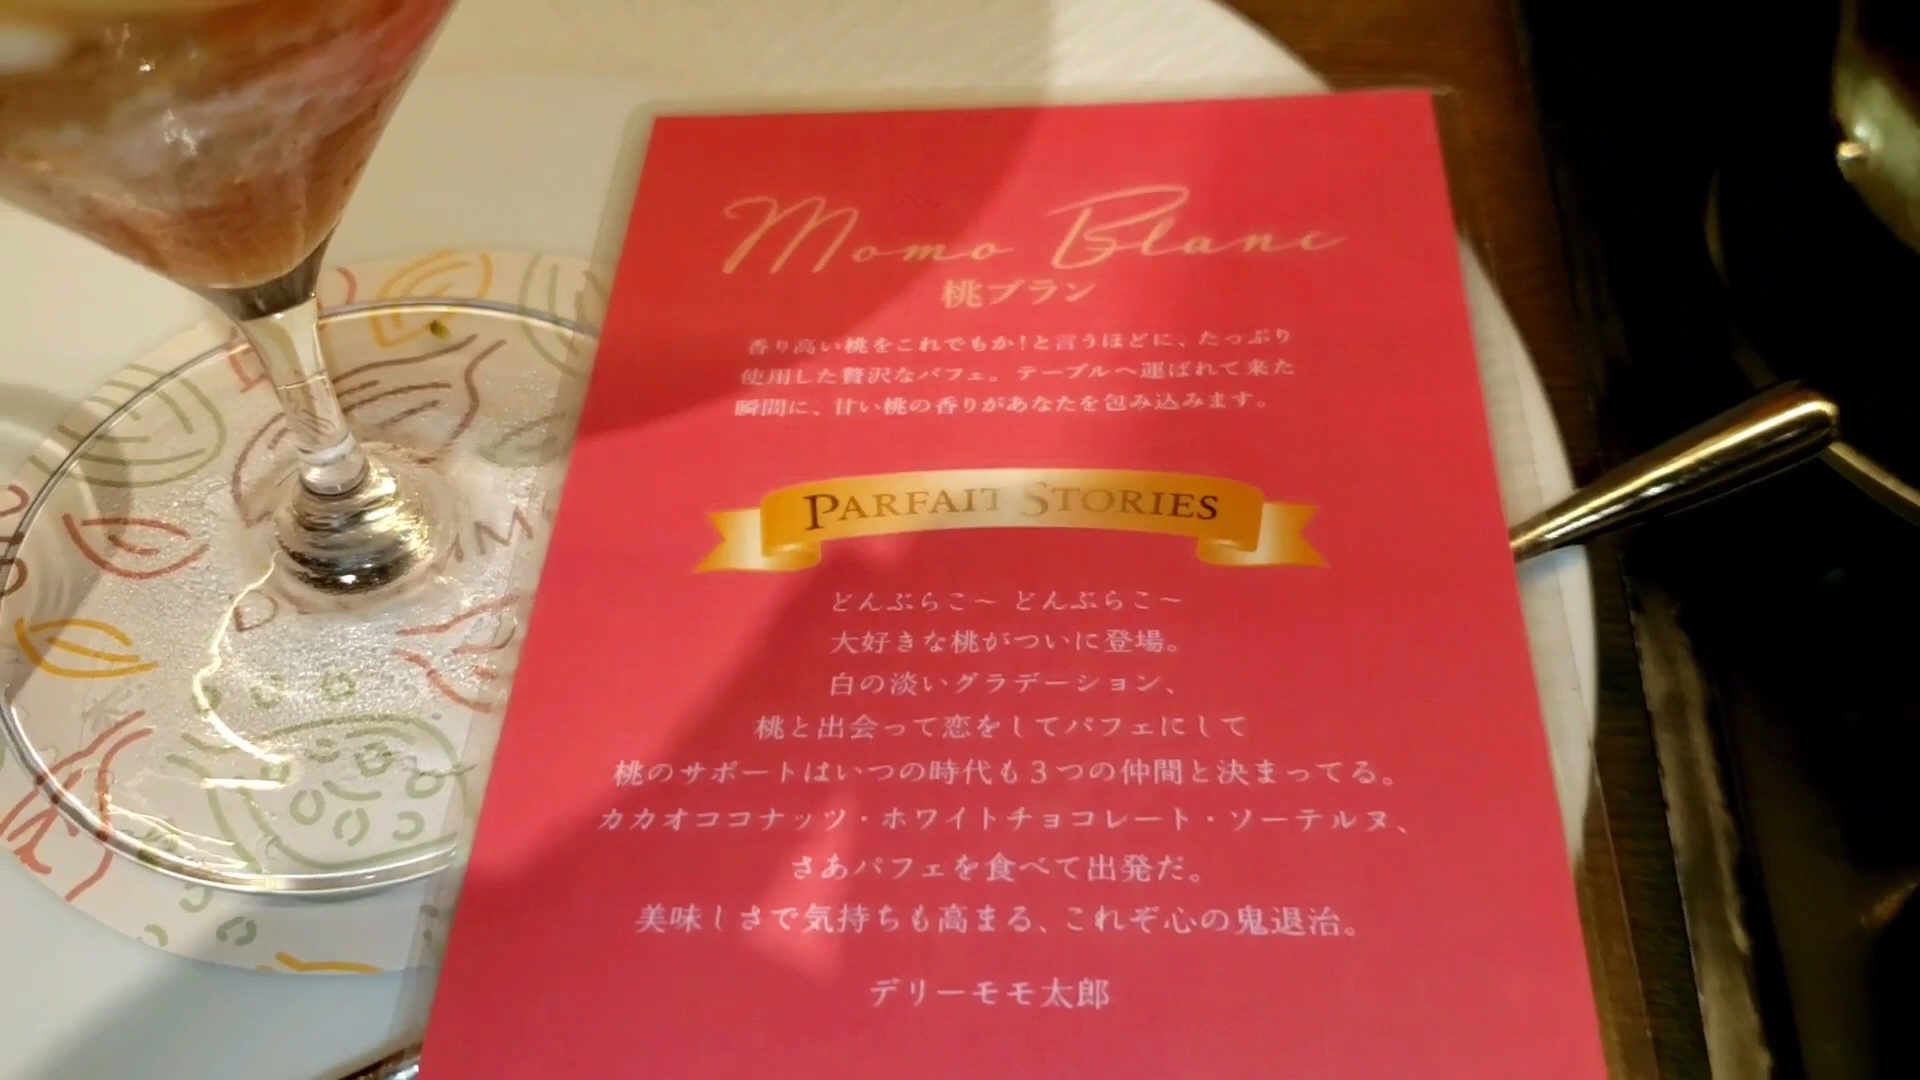 Momo Blanc
桃ブラン
香り高い桃をこれでもか！と言うほどに、たっぷり
使用した贅沢なパフェ。テーブルへ運ばれて来た
瞬間に、甘い桃の香りがあなたを包み込みます。
PARFAIT STORIES
どんぶらこ〜 どんぶらこ〜
大好きな桃がついに登場。
白の淡いグラデーション、
桃と出会って恋をしてパフェにして
桃のサポートはいつの時代も3つの仲間と決まってる。
カカオココナッツ・ホワイトチョコレート・ソーテルヌ、
さあパフェを食べて出発だ。
美味しさで気持ちも高まる、これぞ心の鬼退治。
デリーモモ太郎